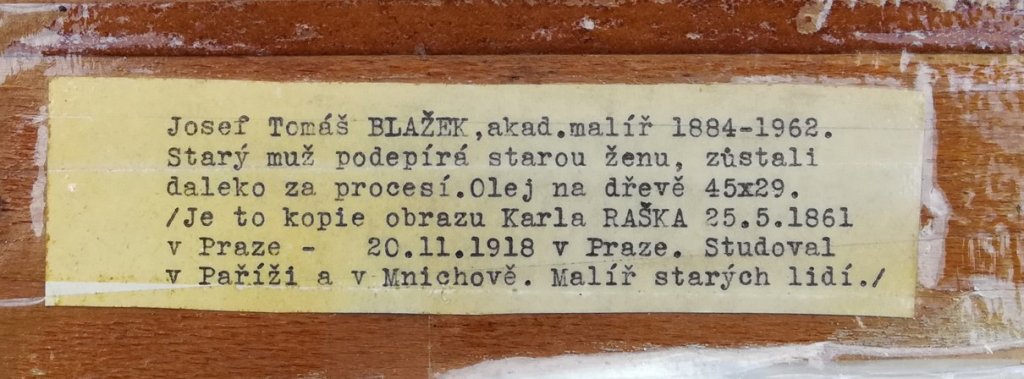 Josef Tomáš BLAŽEK,akad.malíř 1884-1962.
Starý muž podepírá starou ženu, zůstali
daleko za procesí.Olej na dřevě 45x29.
/Je to kopie obrazu Karla RAŠKA 25.5.1861
v Praze - 20.11.1918 v Praze. Studoval
v Paříži a v Mnichově. Malíř starých lidí./